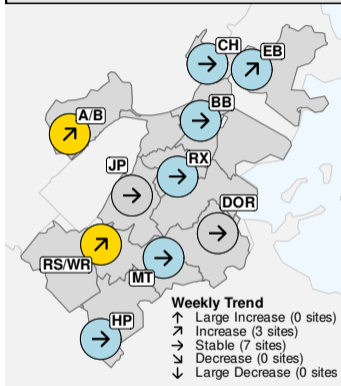 CH
EB
A/B
BB
JP
RX
DOR
RS/WR
MT
HP
Weekly Trend
↑ Large Increase (0 sites)
↗ Increase (3 sites)
→ Stable (7 sites)
↘ Decrease (0 sites)
↓ Large Decrease (0 sites